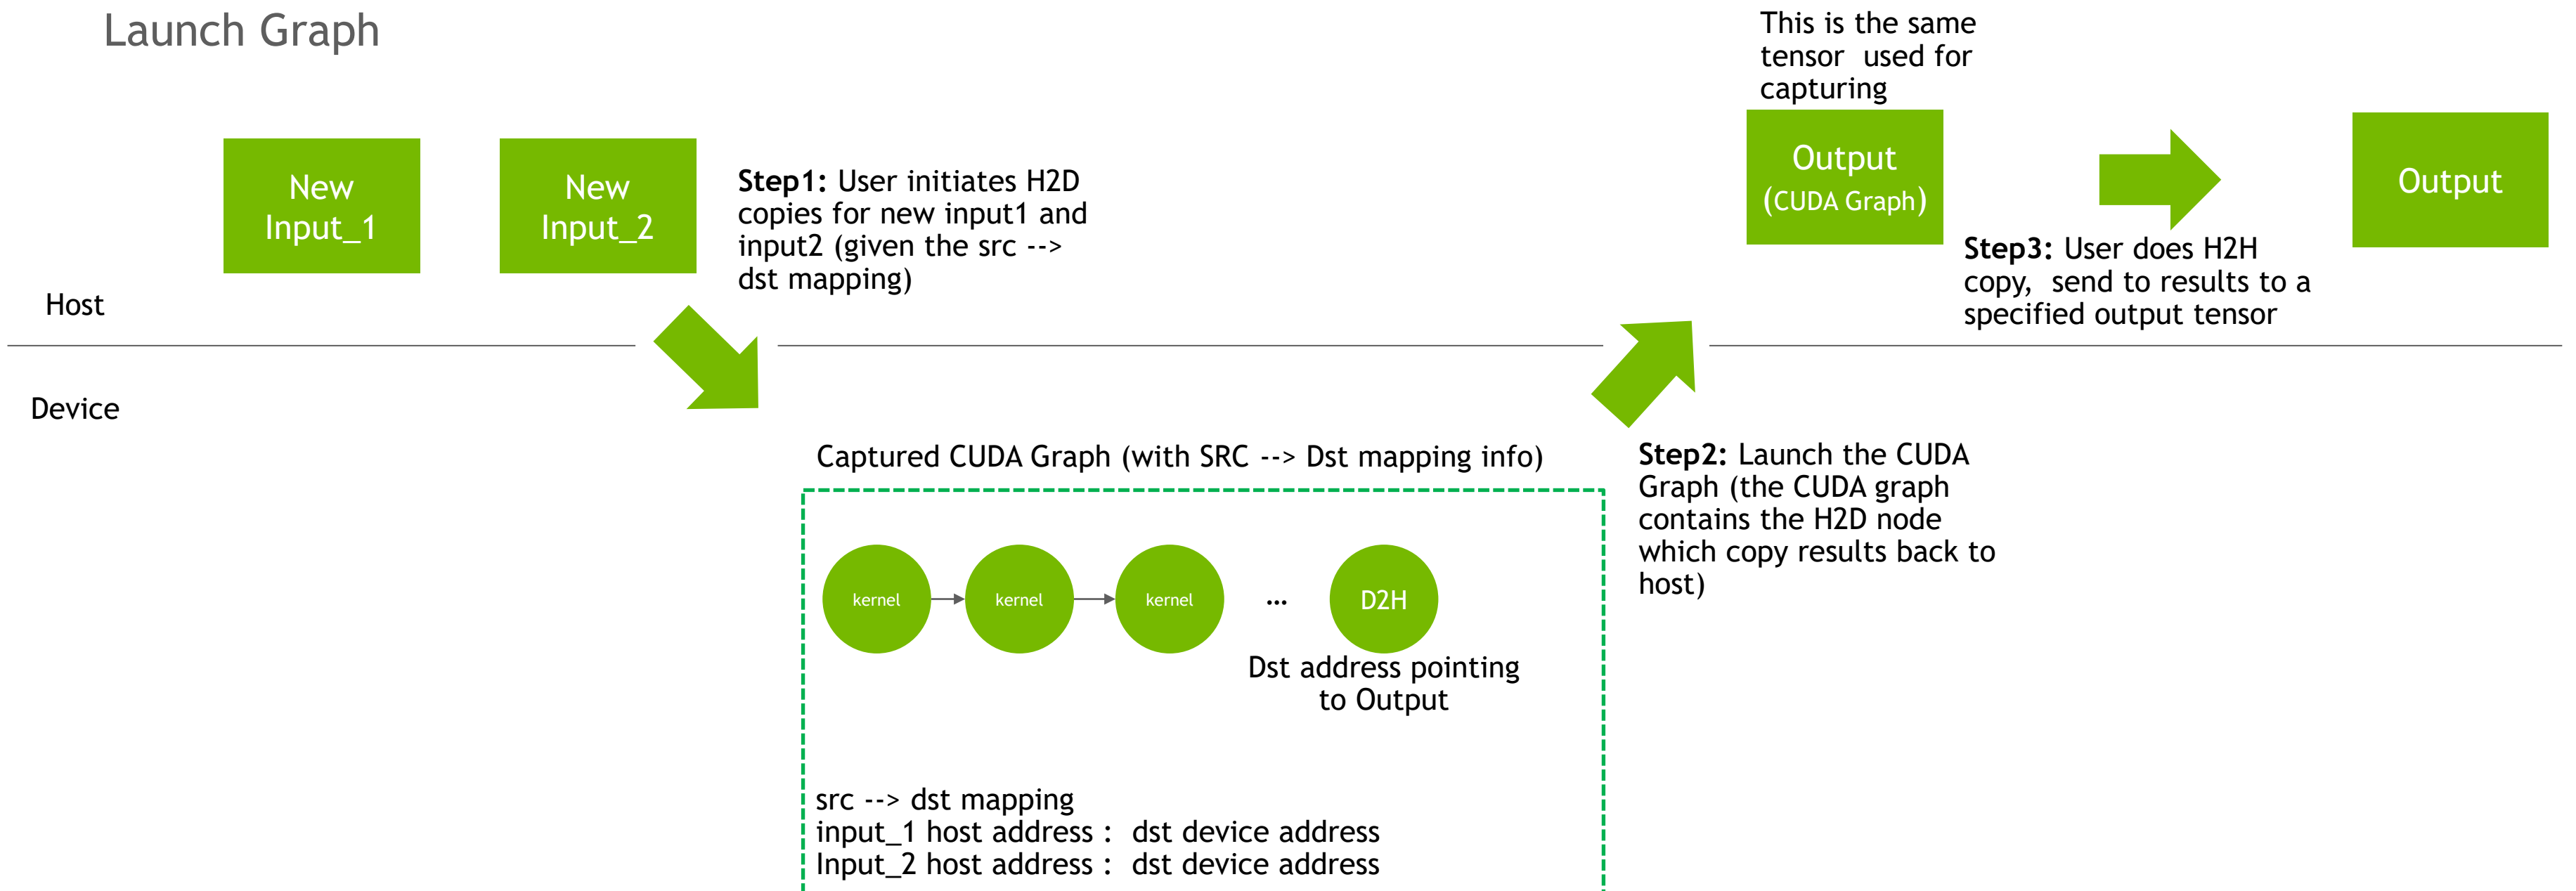 Launch Graph
This is the same
tensor used for
capturing
New
Input_1
New
Input_2
Step1: User initiates H2D
copies for new input1 and
input2 (given the src -->
dst mapping)
Output
(CUDA Graph)
Output
Step3: User does H2H
copy, send to results to a
specified output tensor
Host
Device
Captured CUDA Graph (with SRC --> Dst mapping info)
Step2: Launch the CUDA
Graph (the CUDA graph
contains the H2D node
which copy results back to
host)
kernel
kernel
kernel
...
D2H
Dst address pointing
to Output
src --> dst mapping
input_1 host address : dst device address
Input_2 host address : dst device address